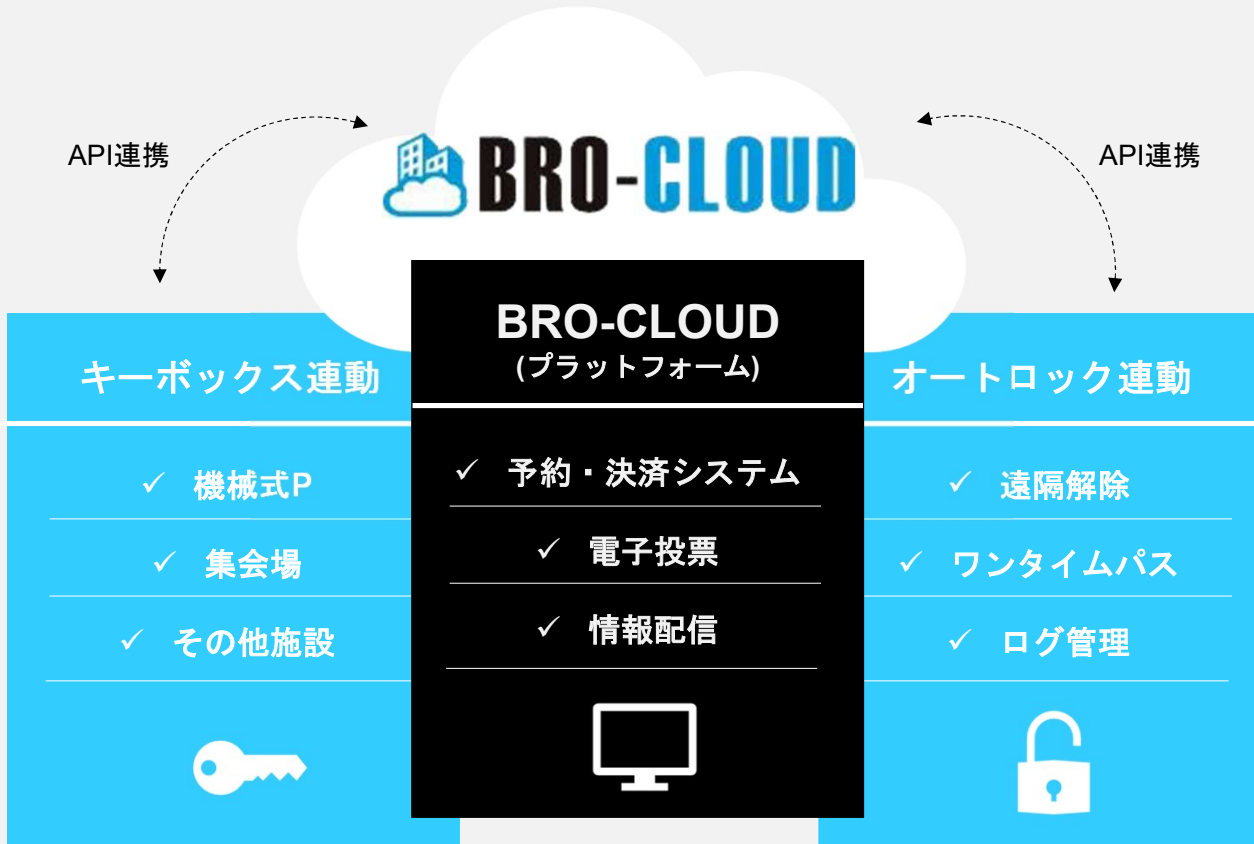 API連携
BRO-CLOUD
API連携
キーボックス連動
機械式P
集会場
その他施設
BRO-CLOUD
(プラットフォーム)
予約・決済システム
電子投票
情報配信
オートロック連動
遠隔解除
ワンタイムパス
ログ管理